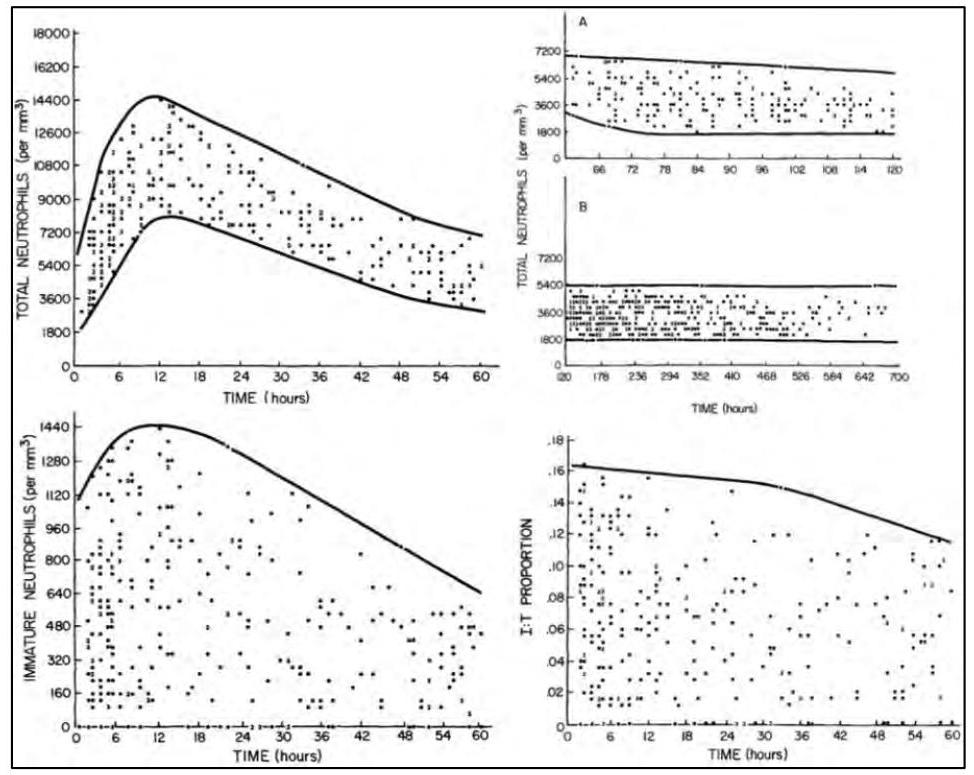 18000
16200
14400
12600
10800
9000
7200
5400
3600
1800
0
0 6 12 18 24 30 36 42 48 54 60
TIME (hours)
TOTAL NEUTROPHILS (per mm³)
A
7200
5400
3600
1800
0
66 72 78 84 90 96 102 108 114 120
TOTAL NEUTROPHILS (per mm³)
B
7200
5400
3600
1800
0
120 178 236 294 352 410 468 526 584 642 700
TIME (hours)
1440
1280
1120
960
800
640
480
320
160
0
0 6 12 18 24 30 36 42 48 54 60
TIME (hours)
IMMATURE NEUTROPHILS (per mm³)
.18
.16
.14
.12
.10
.08
.06
.04
.02
0
0 6 12 18 24 30 36 42 48 54 60
TIME (hours)
I:T PROPORTION